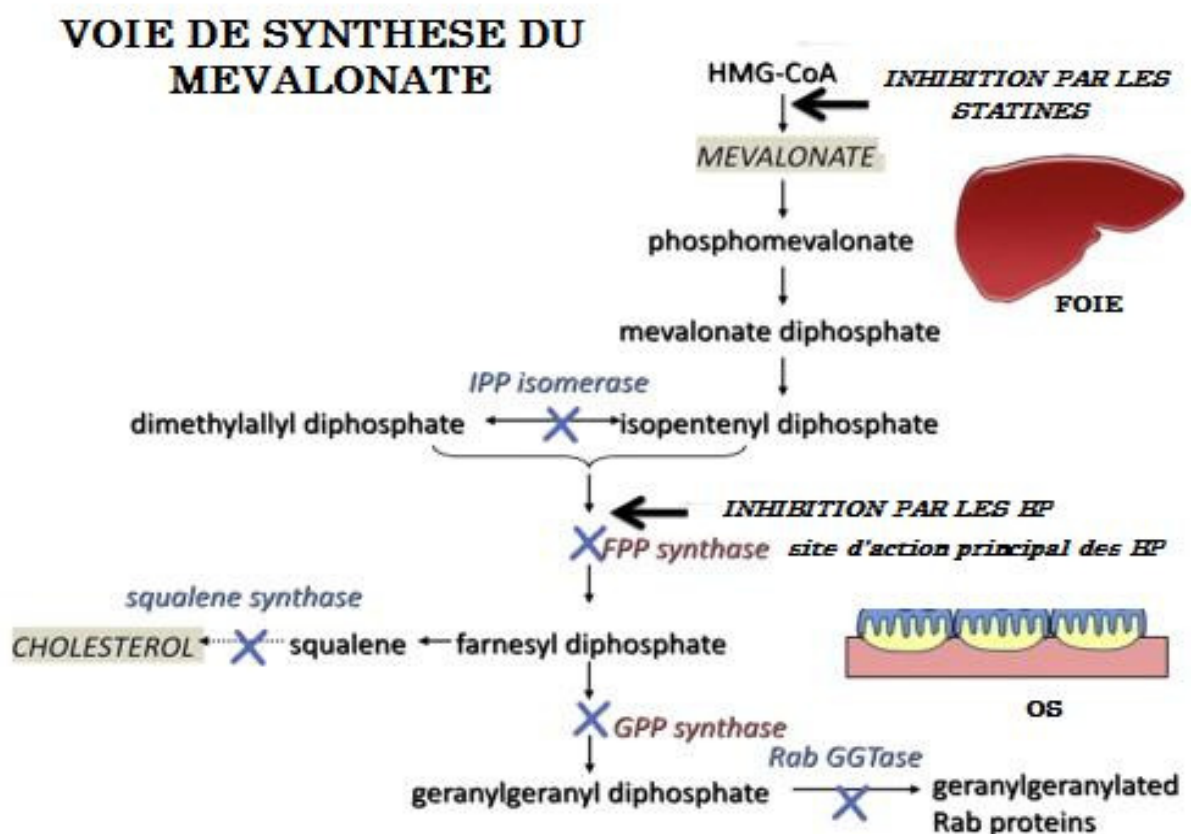 VOIE DE SYNTHESE DU
MEVALONATE
HMG-CoA
INHIBITION PAR LES
STATINES
MEVALONATE
phosphomevalonate
FOIE
mevalonate diphosphate
IPP isomerase
dimethylallyl diphosphate
isopentenyl diphosphate
INHIBITION PAR LES BP
FPP synthase
site d'action principal des BP
squalene synthase
CHOLESTEROL
squalene
farnesyl diphosphate
OS
GPP synthase
Rab GGTase
geranylgeranyl diphosphate
geranylgeranylated
Rab proteins